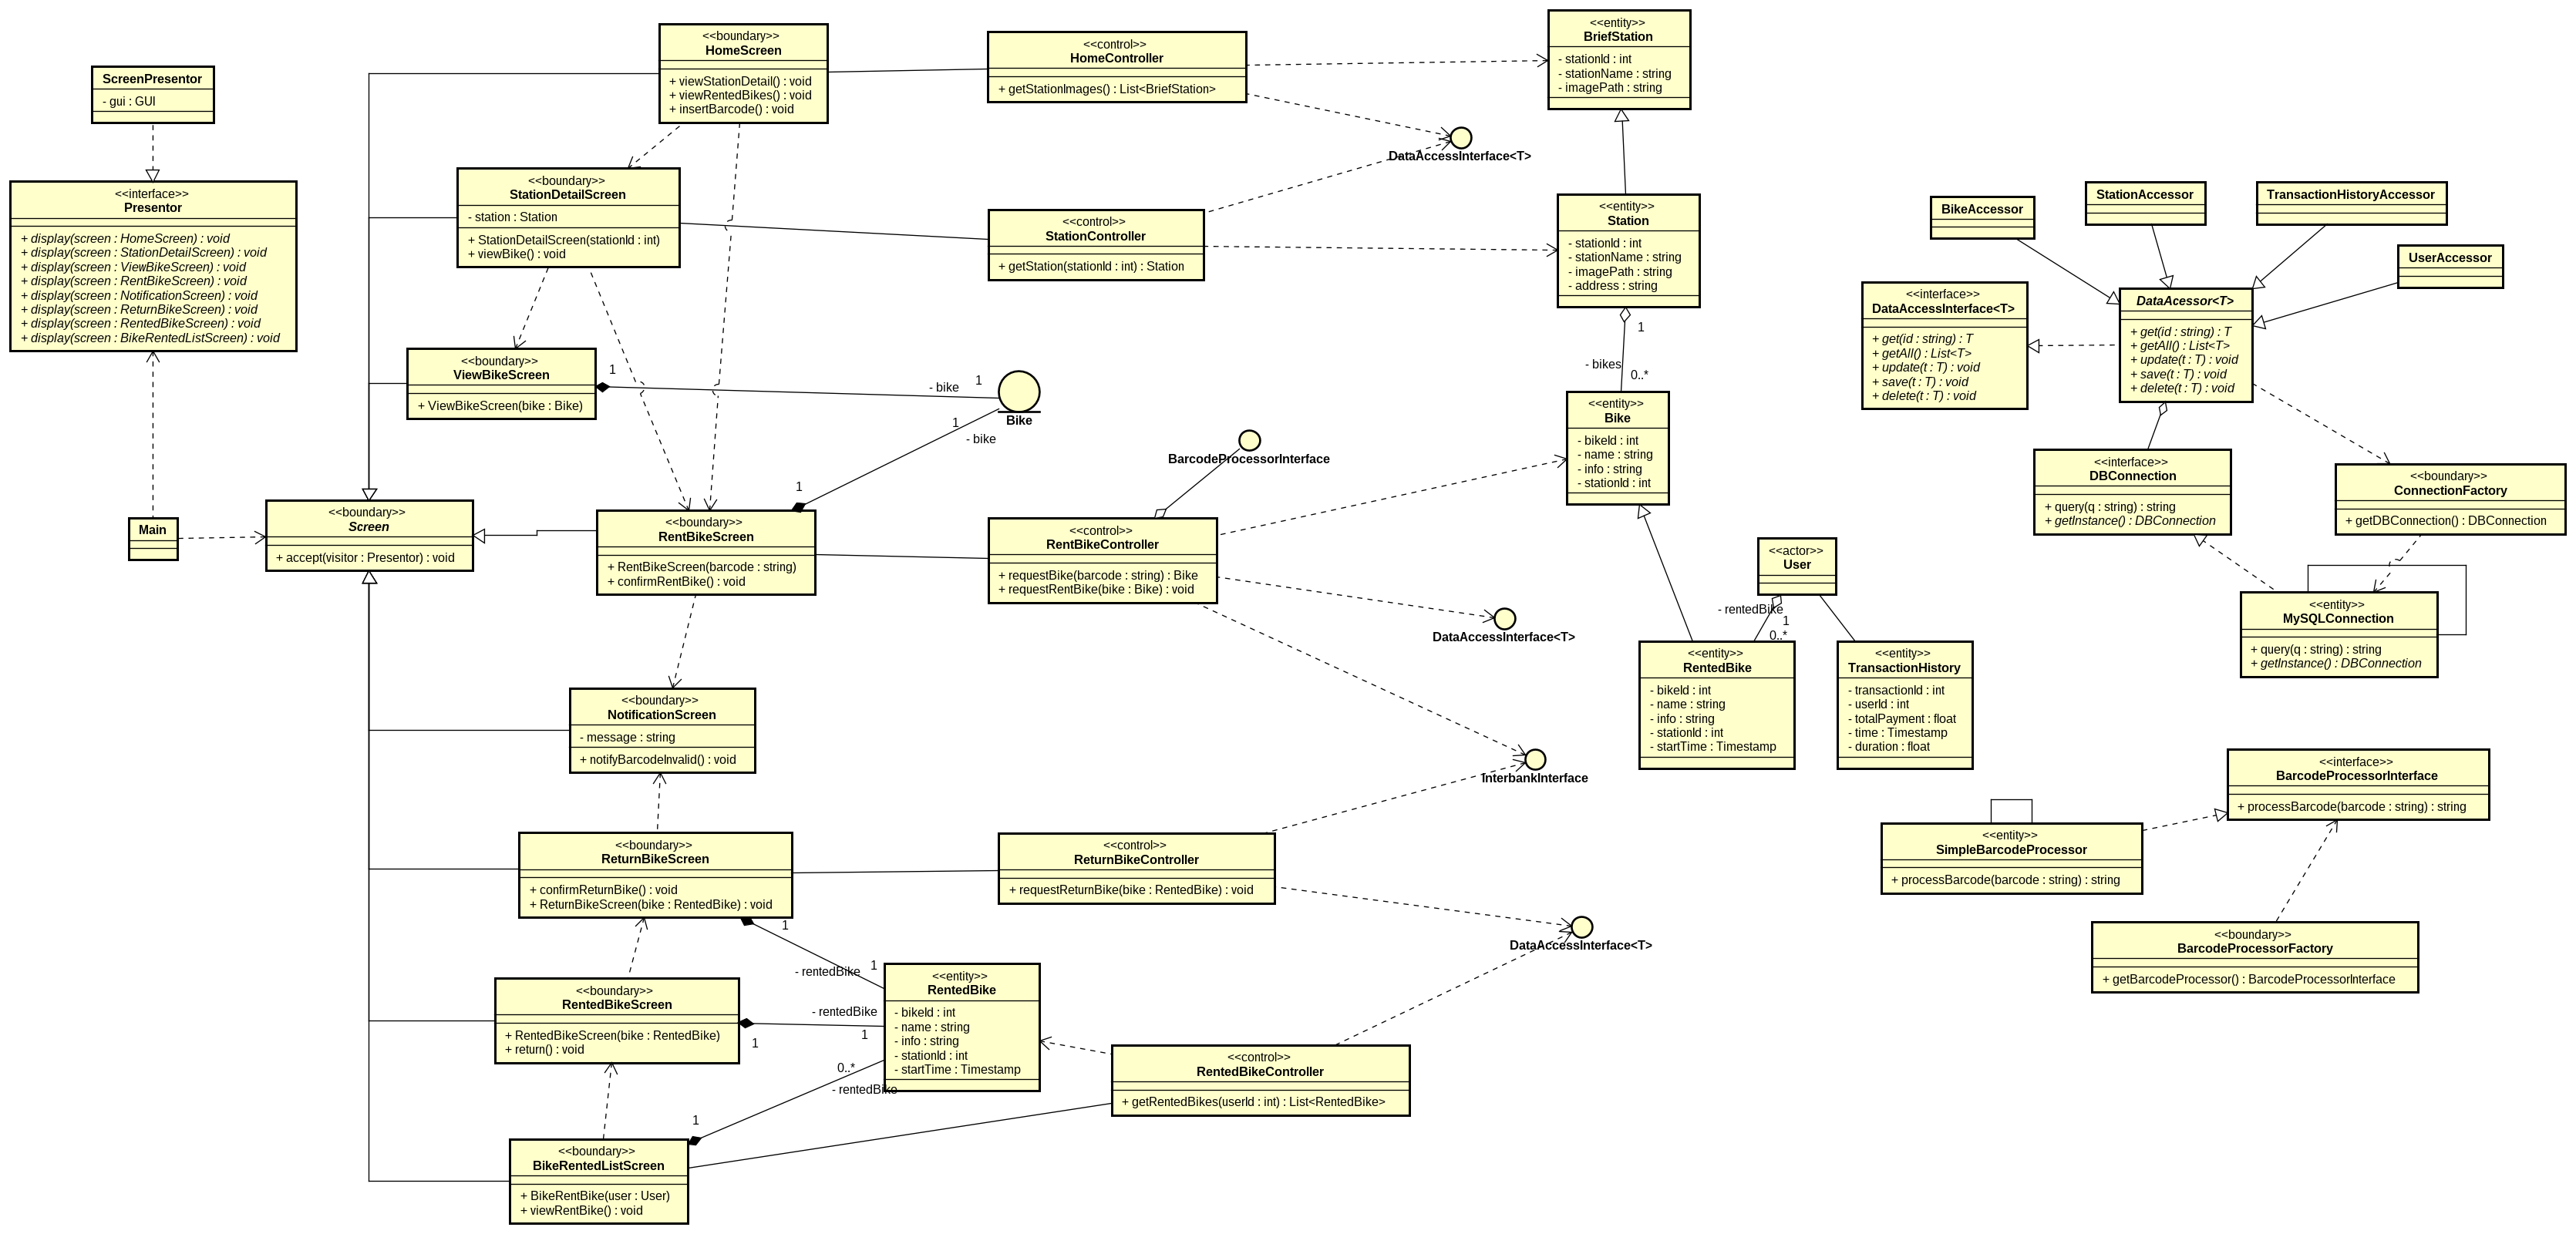 ScreenPresentor
- gui : GUI
<<interface>>
Presentor
+ display(screen : HomeScreen) : void
+ display(screen : StationDetailScreen) : void
+ display(screen : ViewBikeScreen) : void
+ display(screen : RentBikeScreen) : void
+ display(screen : NotificationScreen) : void
+ display(screen : ReturnBikeScreen) : void
+ display(screen : RentedBikeScreen) : void
+ display(screen : BikeRentedListScreen) : void
Main
<<boundary>>
Screen
+ accept(visitor : Presentor) : void
<<boundary>>
HomeScreen
+ viewStationDetail() : void
+ viewRentedBikes() : void
+ insertBarcode() : void
<<boundary>>
StationDetailScreen
- station : Station
+ StationDetailScreen(stationId : int)
+ viewBike() : void
<<boundary>>
ViewBikeScreen
+ ViewBikeScreen(bike : Bike)
1
- bike
1
Bike
1
- bike
1
<<boundary>>
RentBikeScreen
+ RentBikeScreen(barcode : string)
+ confirmRentBike() : void
<<boundary>>
NotificationScreen
- message : string
+ notifyBarcodeInvalid() : void
<<boundary>>
ReturnBikeScreen
+ confirmReturnBike() : void
+ ReturnBikeScreen(bike : RentedBike) : void
1
- rentedBike
1
<<boundary>>
RentedBikeScreen
+ RentedBikeScreen(bike : RentedBike)
+ return() : void
- rentedBike
1
1
<<boundary>>
BikeRentedListScreen
+ BikeRentBike(user : User)
+ viewRentBike() : void
0..*
- rentedBike
1
<<entity>>
RentedBike
- bikeId : int
- name : string
- info : string
- stationId : int
- startTime : Timestamp
<<control>>
HomeController
+ getStationImages() : List<BriefStation>
DataAccessInterface<T>
<<control>>
StationController
+ getStation(stationId : int) : Station
BarcodeProcessorInterface
<<control>>
RentBikeController
+ requestBike(barcode : string) : Bike
+ requestRentBike(bike : Bike) : void
DataAccessInterface<T>
InterbankInterface
<<control>>
ReturnBikeController
+ requestReturnBike(bike : RentedBike) : void
DataAccessInterface<T>
<<control>>
RentedBikeController
+ getRentedBikes(userId : int) : List<RentedBike>
<<entity>>
BriefStation
- stationId : int
- stationName : string
- imagePath : string
<<entity>>
Station
- stationId : int
- stationName : string
- imagePath : string
- address : string
1
- bikes
0..*
<<entity>>
Bike
- bikeId : int
- name : string
- info : string
- stationId : int
<<actor>>
User
- rentedBike
1
0..*
<<entity>>
RentedBike
- bikeId : int
- name : string
- info : string
- stationId : int
- startTime : Timestamp
<<entity>>
TransactionHistory
- transactionId : int
- userId : int
- totalPayment : float
- time : Timestamp
- duration : float
BikeAccessor
StationAccessor
TransactionHistoryAccessor
UserAccessor
<<interface>>
DataAccessInterface<T>
+ get(id : string) : T
+ getAll() : List<T>
+ update(t : T) : void
+ save(t : T) : void
+ delete(t : T) : void
DataAcessor<T>
+ get(id : string) : T
+ getAll() : List<T>
+ update(t : T) : void
+ save(t : T) : void
+ delete(t : T) : void
<<interface>>
DBConnection
+ query(q : string) : string
+ getInstance() : DBConnection
<<boundary>>
ConnectionFactory
+ getDBConnection() : DBConnection
<<entity>>
MySQLConnection
+ query(q : string) : string
+ getInstance() : DBConnection
<<interface>>
BarcodeProcessorInterface
+ processBarcode(barcode : string) : string
<<entity>>
SimpleBarcodeProcessor
+ processBarcode(barcode : string) : string
<<boundary>>
BarcodeProcessorFactory
+ getBarcodeProcessor() : BarcodeProcessorInterface